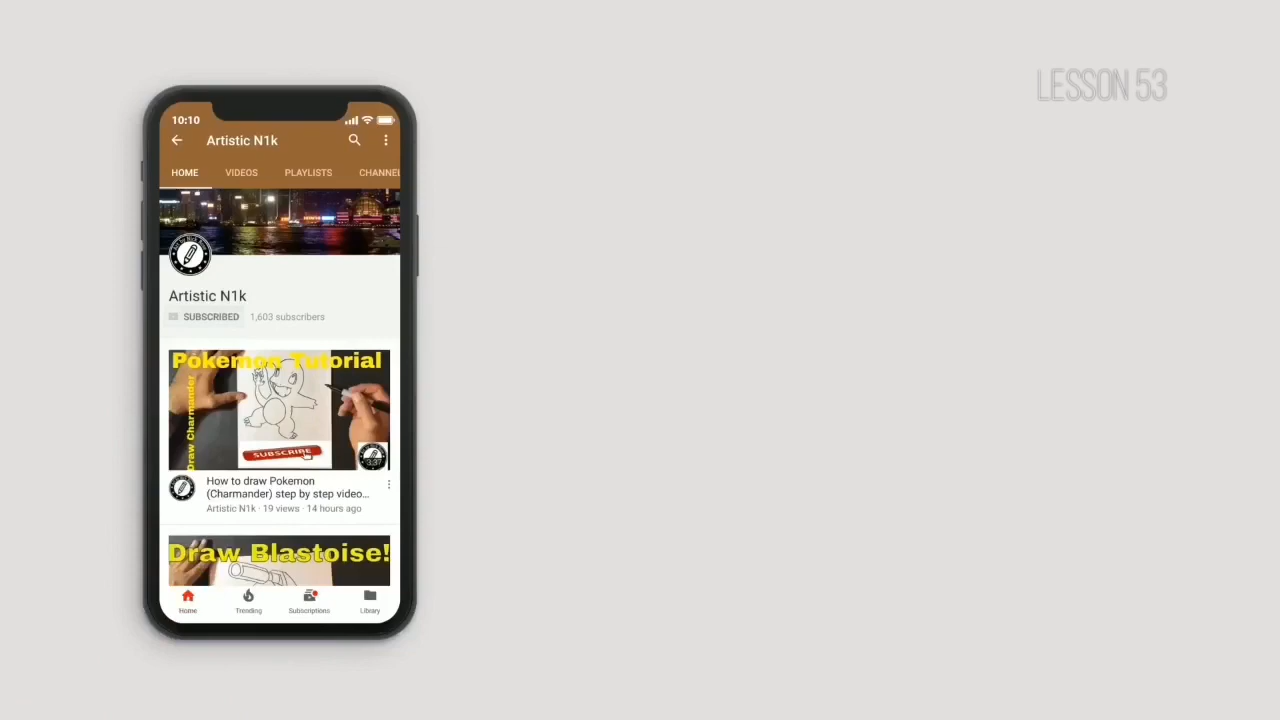 LESSON 53
10:10
Artistic N1k
HOME VIDEOS PLAYLISTS CHANNEL
Artistic N1k
SUBSCRIBED 1,603 subscribers
Pokemon Tutorial
Draw Charmander
SUBSCRIBE
3:37
How to draw Pokemon
(Charmander) step by step video...
Artistic N1k · 19 views · 14 hours ago
Draw Blastoise!
Home Trending Subscriptions Library